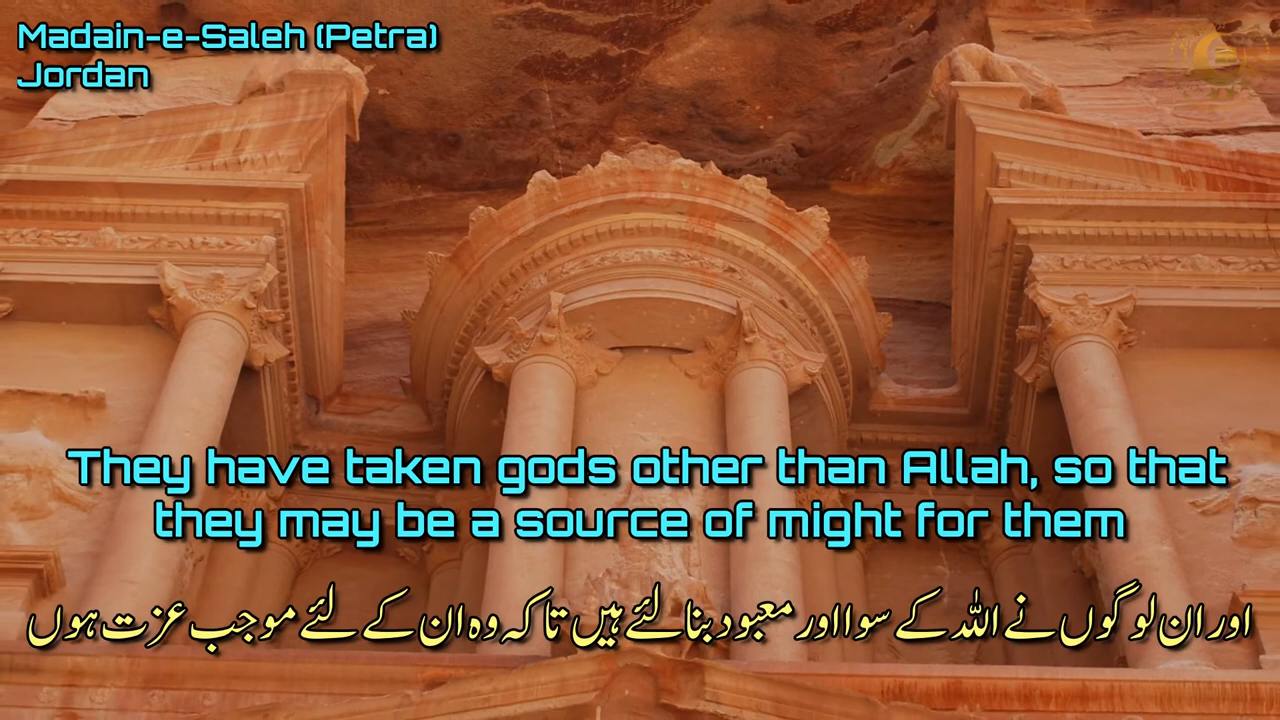 Madain-e-Saleh (Petra)
Jordan
They have taken gods other than Allah, so that
they may be a source of might for them
اور ان لوگوں نے اللہ کے سوا اور معبود بنا لئے ہیں تاکہ وہ ان کے لئے موجب عزت ہوں